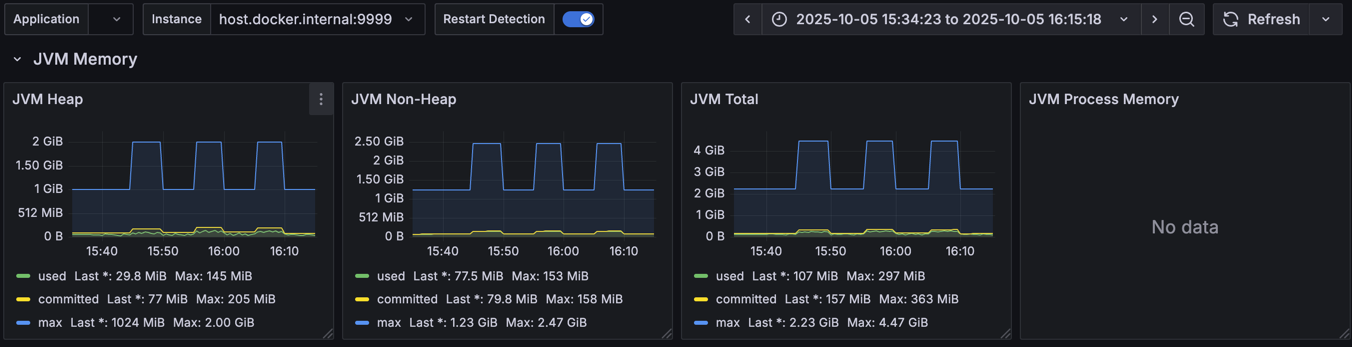 Application Instance host.docker.internal:9999 Restart Detection 2025-10-05 15:34:23 to 2025-10-05 16:15:18 Refresh
JVM Memory
JVM Heap
2 GiB
1.50 GiB
1 GiB
512 MiB
0 B
15:40 15:50 16:00 16:10
used Last *: 29.8 MiB Max: 145 MiB
committed Last *: 77 MiB Max: 205 MiB
max Last *: 1024 MiB Max: 2.00 GiB
JVM Non-Heap
2.50 GiB
2 GiB
1.50 GiB
1 GiB
512 MiB
0 B
15:40 15:50 16:00 16:10
used Last *: 77.5 MiB Max: 153 MiB
committed Last *: 79.8 MiB Max: 158 MiB
max Last *: 1.23 GiB Max: 2.47 GiB
JVM Total
4 GiB
3 GiB
2 GiB
1 GiB
0 B
15:40 15:50 16:00 16:10
used Last *: 107 MiB Max: 297 MiB
committed Last *: 157 MiB Max: 363 MiB
max Last *: 2.23 GiB Max: 4.47 GiB
JVM Process Memory
No data